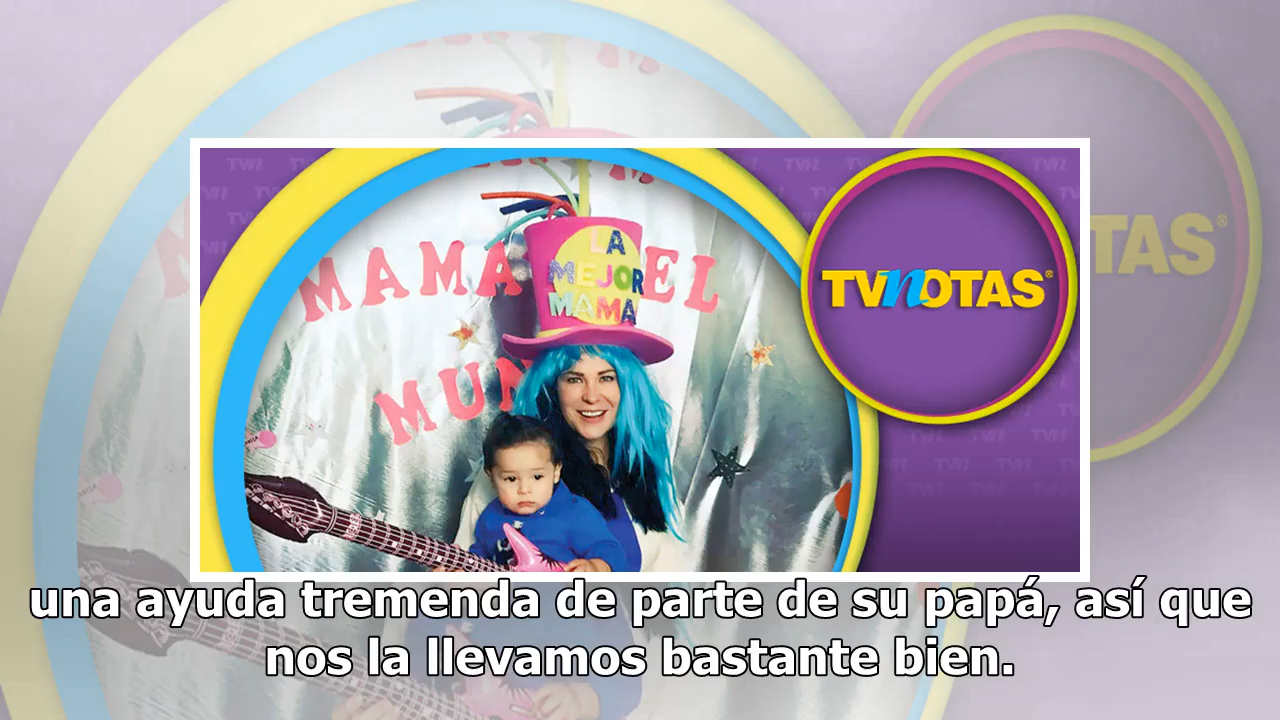 LA
MEJOR
MAMA
MAMA EL
MUN
TVnOTAS®
TAS®
una ayuda tremenda de parte de su papá, así que
nos la llevamos bastante bien.